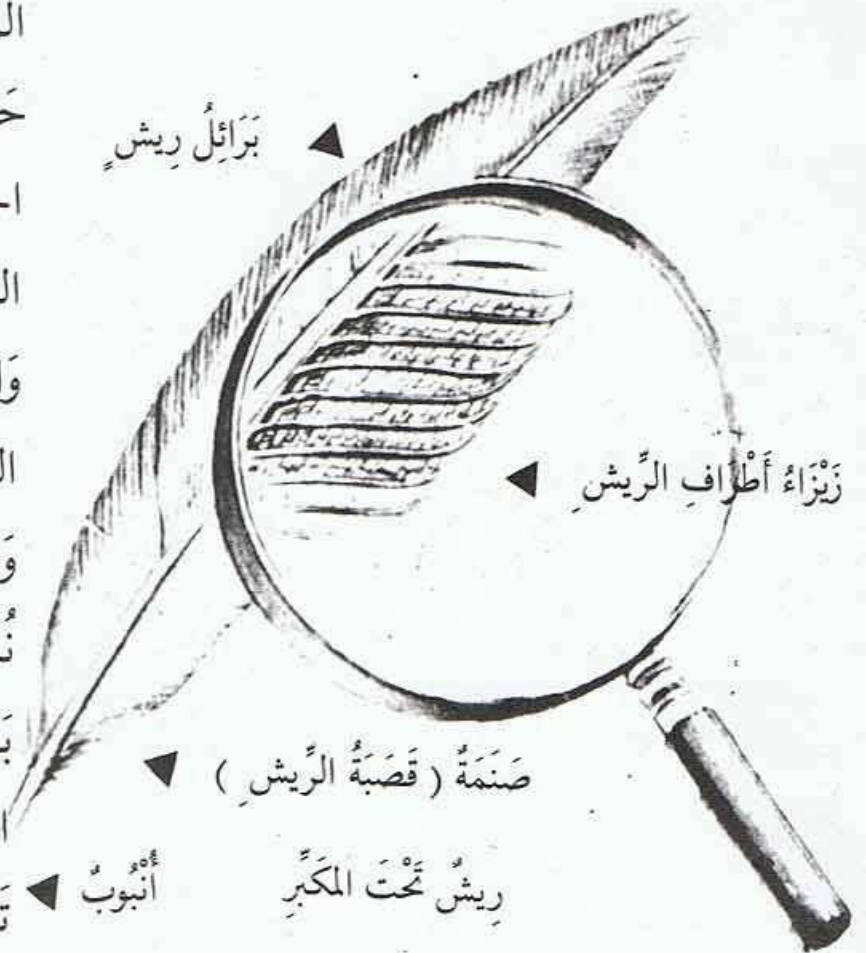 بَرَائِلُ رِيشٍ
زَيْزَاءُ أَطْرَافِ الرِّيشِ
صَنَمَةٌ ( قَصَبَةُ الرِّيشِ )
رِيشٌ تَحْتَ المَكَبِّرِ
أُنْبُوبٌ